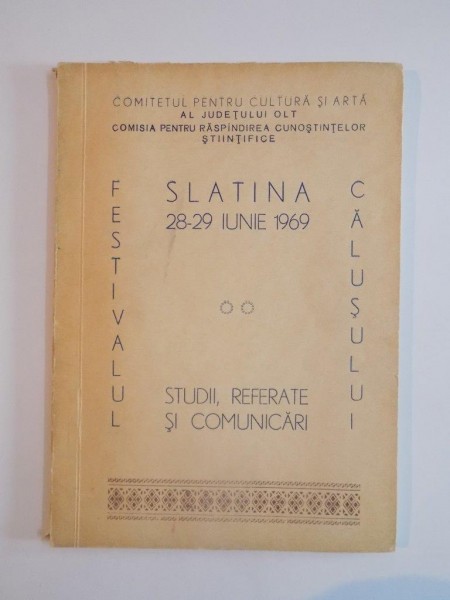 COMITETUL PENTRU CULTURĂ ȘI ARTĂ
AL JUDEȚULUI OLT
COMISIA PENTRU RĂSPÎNDIREA CUNOȘTINȚELOR
ȘTIINȚIFICE
FESTIVALUL
CĂLUȘULUI
SLATINA
28-29 IUNIE 1969
STUDII, REFERATE
ȘI COMUNICĂRI